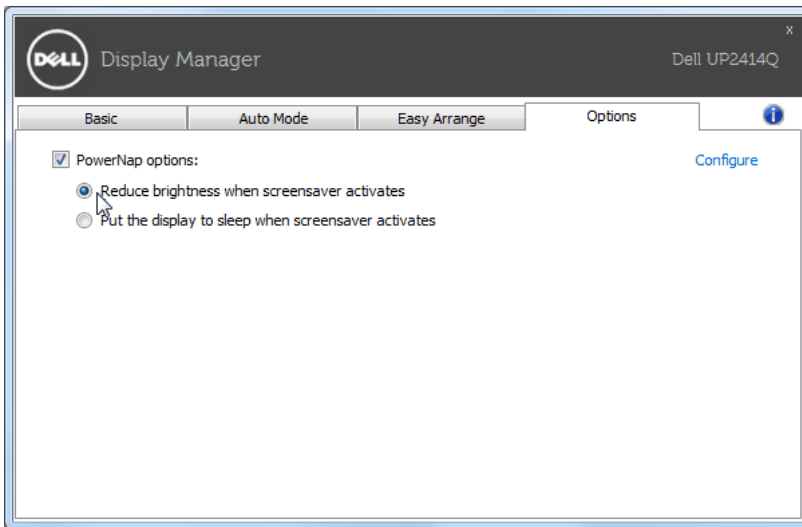 x
DELL Display Manager Dell UP2414Q
Basic Auto Mode Easy Arrange Options i
PowerNap options: Configure
Reduce brightness when screensaver activates
Put the display to sleep when screensaver activates